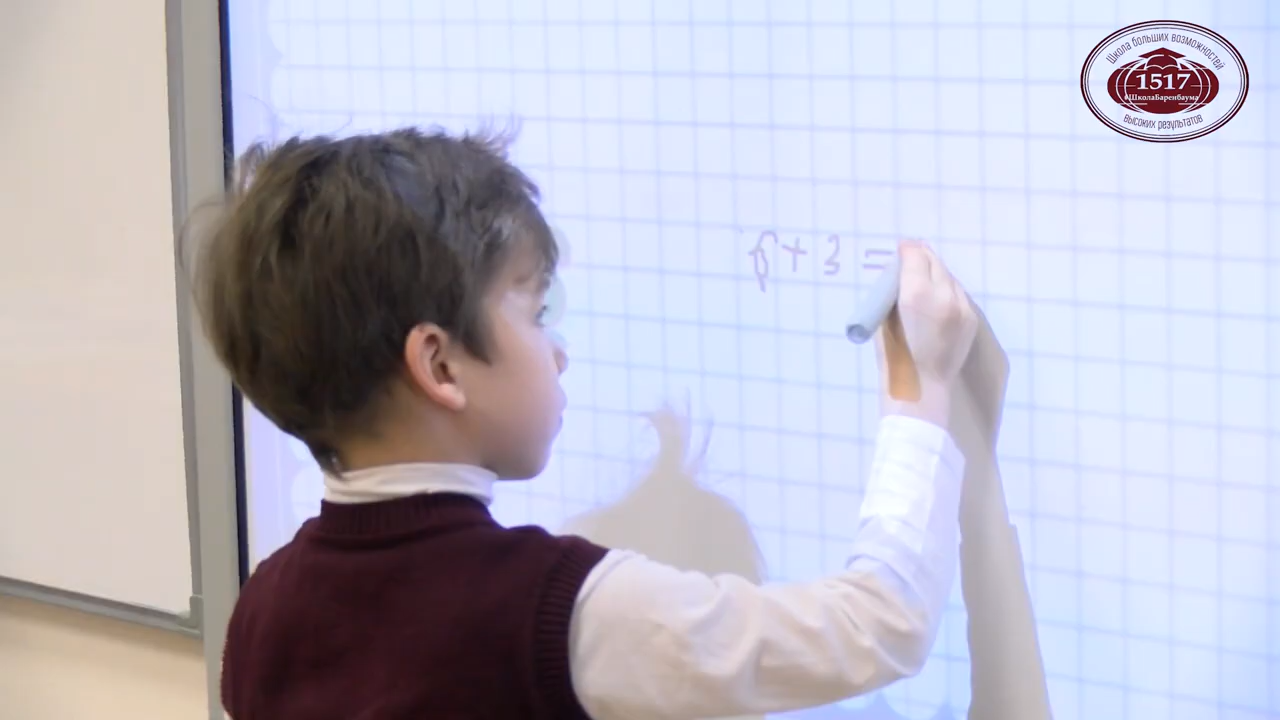 Школа больших возможностей
1517
#ШколаБаренбаума
высоких результатов
6 + 3 =